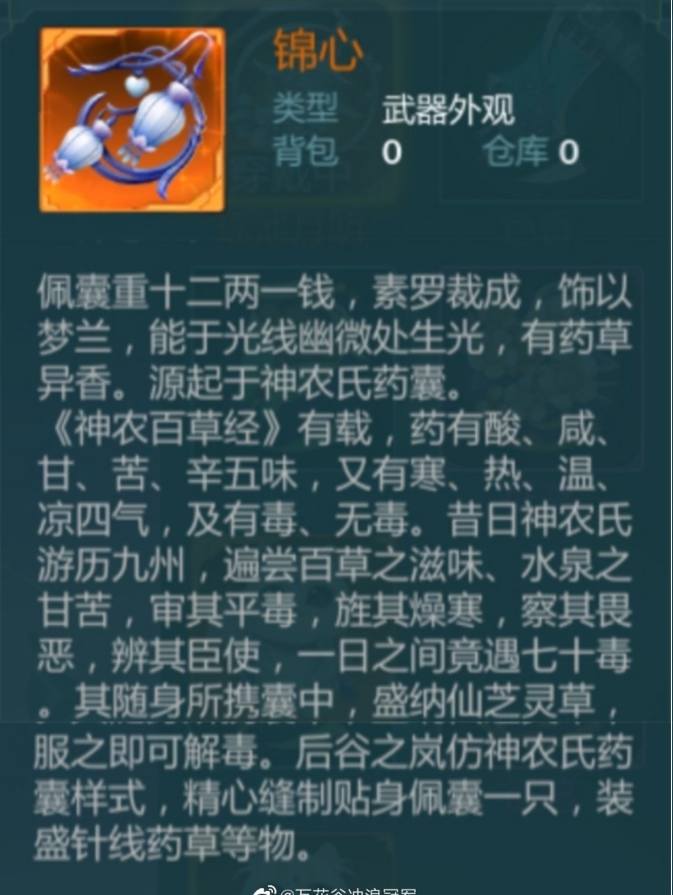 锦心
类型 武器外观
背包 0 仓库 0
佩囊重十二两一钱，素罗裁成，饰以
梦兰，能于光线幽微处生光，有药草
异香。源起于神农氏药囊。
《神农百草经》有载，药有酸、咸、
甘、苦、辛五味，又有寒、热、温、
凉四气，及有毒、无毒。昔日神农氏
游历九州，遍尝百草之滋味、水泉之
甘苦，审其平毒，旌其燥寒，察其畏
恶，辨其臣使，一日之间竟遇七十毒
。其随身所携囊中，盛纳仙芝灵草，
服之即可解毒。后谷之岚仿神农氏药
囊样式，精心缝制贴身佩囊一只，装
盛针线药草等物。